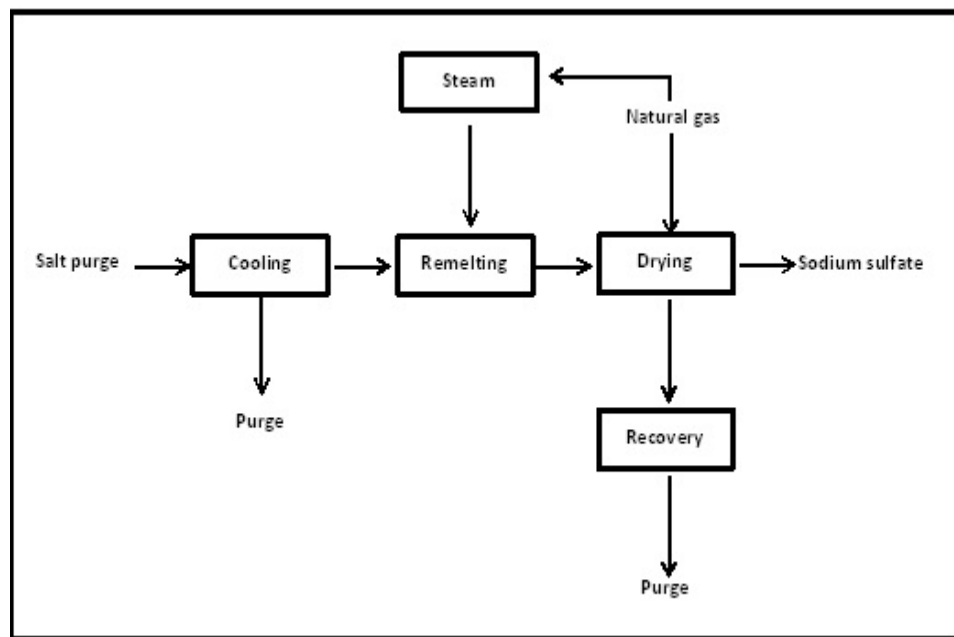 Steam
Natural gas
Salt purge
Cooling
Remelting
Drying
Sodium sulfate
Purge
Recovery
Purge